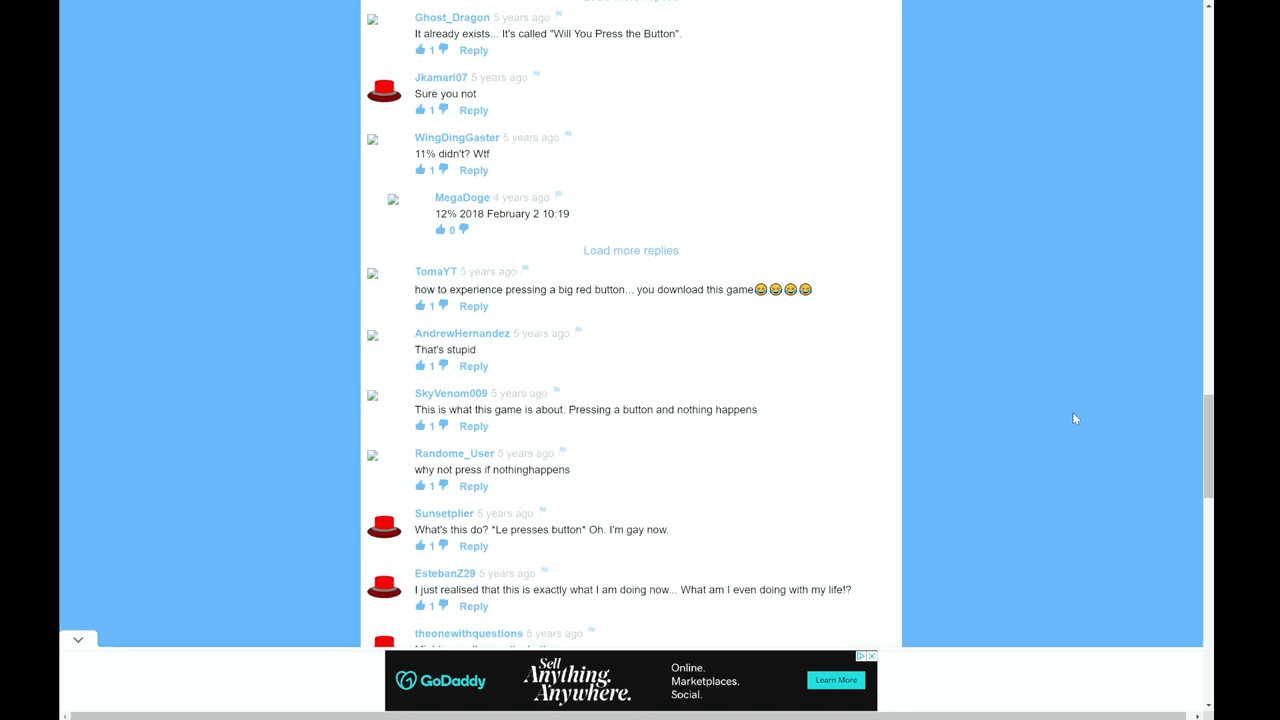 Ghost_Dragon 5 years ago
It already exists... It's called "Will You Press the Button".
1 Reply
Jkamari07 5 years ago
Sure you not
1 Reply
WingDingGaster 5 years ago
11% didn't? Wtf
1 Reply
MegaDoge 4 years ago
12% 2018 February 2 10:19
0
Load more replies
TomaYT 5 years ago
how to experience pressing a big red button... you download this game😂😂😂😂
1 Reply
AndrewHernandez 5 years ago
That's stupid
1 Reply
SkyVenom009 5 years ago
This is what this game is about. Pressing a button and nothing happens
1 Reply
Randome_User 5 years ago
why not press if nothinghappens
1 Reply
Sunsetplier 5 years ago
What's this do? *Le presses button* Oh. I'm gay now.
1 Reply
EstebanZ29 5 years ago
I just realised that this is exactly what I am doing now... What am I even doing with my life!?
1 Reply
theonewithquestions 5 years ago
GoDaddy
Sell
Anything.
Anywhere.
Online.
Marketplaces.
Social.
Learn More